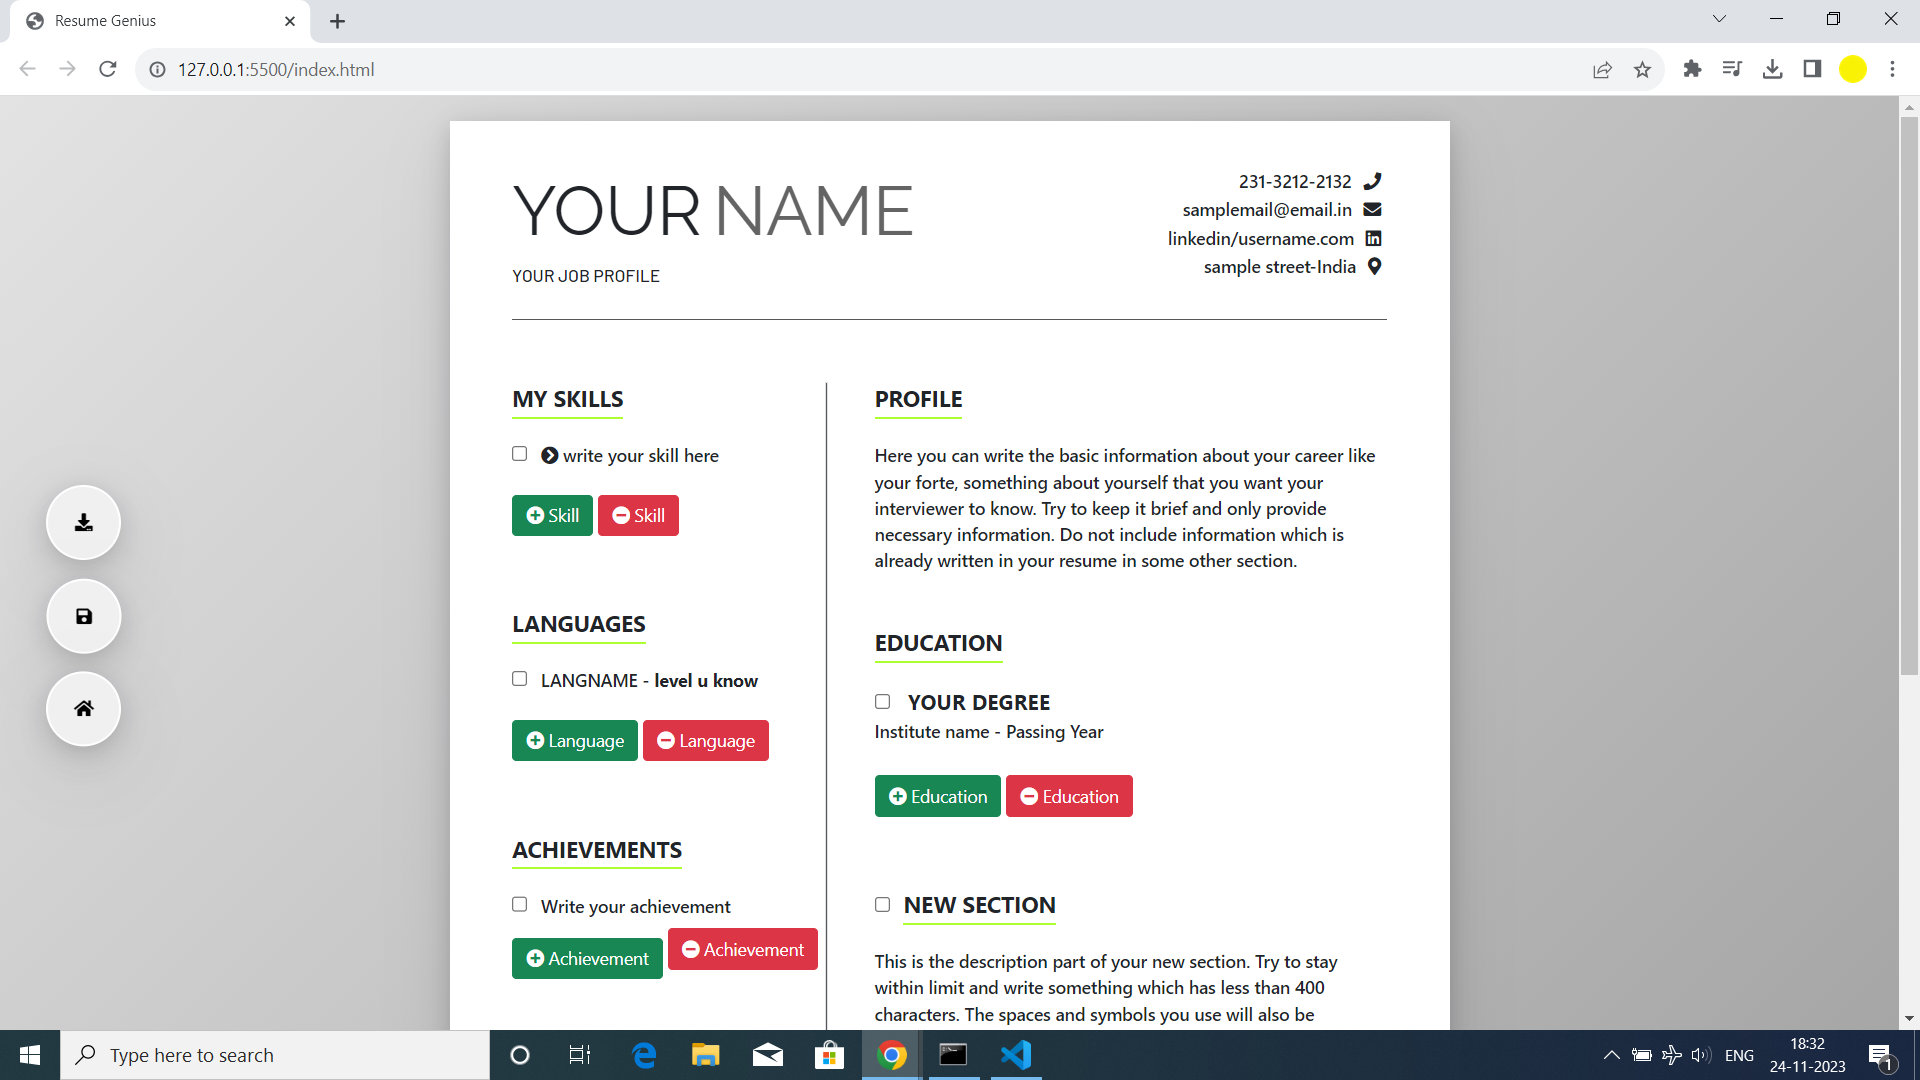 Resume Genius
127.0.0.1:5500/index.html
YOUR NAME
YOUR JOB PROFILE
231-3212-2132
samplemail@email.in
linkedin/username.com
sample street-India
MY SKILLS
write your skill here
Skill Skill
LANGUAGES
LANGNAME - level u know
Language Language
ACHIEVEMENTS
Write your achievement
Achievement Achievement
PROFILE
Here you can write the basic information about your career like
your forte, something about yourself that you want your
interviewer to know. Try to keep it brief and only provide
necessary information. Do not include information which is
already written in your resume in some other section.
EDUCATION
YOUR DEGREE
Institute name - Passing Year
Education Education
NEW SECTION
This is the description part of your new section. Try to stay
within limit and write something which has less than 400
characters. The spaces and symbols you use will also be
Type here to search
ENG
18:32
24-11-2023
1